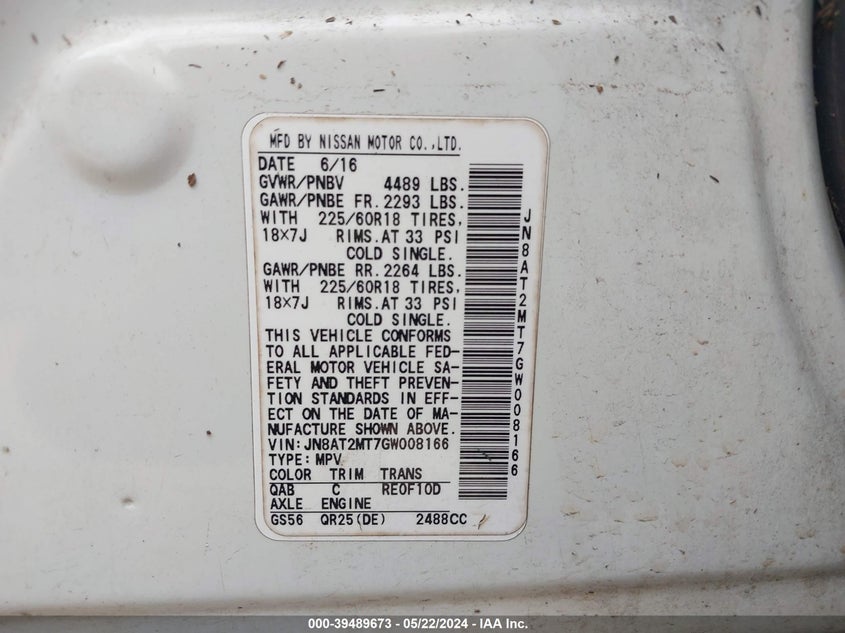 MFD BY NISSAN MOTOR CO.,LTD.
DATE 6/16
GVWR/PNBV 4489 LBS.
GAWR/PNBE FR. 2293 LBS.
WITH 225/60R18 TIRES,
18×7J RIMS.AT 33 PSI
COLD SINGLE.
GAWR/PNBE RR. 2264 LBS.
WITH 225/60R18 TIRES,
18×7J RIMS.AT 33 PSI
COLD SINGLE.
THIS VEHICLE CONFORMS
TO ALL APPLICABLE FED-
ERAL MOTOR VEHICLE SA-
FETY AND THEFT PREVEN-
TION STANDARDS IN EFF-
ECT ON THE DATE OF MA-
NUFACTURE SHOWN ABOVE.
VIN:JN8AT2MT7GW008166
TYPE:MPV
COLOR TRIM TRANS
QAB C RE0F10D
AXLE ENGINE
GS56 QR25(DE) 2488CC
JN8AT2MT7GW008166
000-39489673 - 05/22/2024 - IAA Inc.